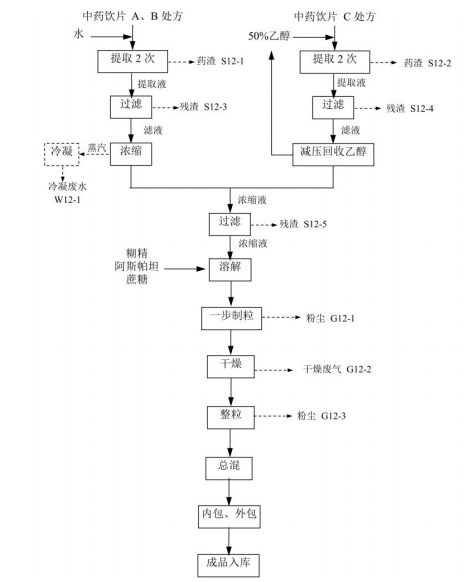 中药饮片 A、B 处方
中药饮片 C 处方
水
50%乙醇
提取 2 次
药渣 S12-1
提取 2 次
药渣 S12-2
提取液
提取液
过滤
残渣 S12-3
过滤
残渣 S12-4
滤液
滤液
冷凝
蒸汽
浓缩
减压回收乙醇
冷凝废水
W12-1
浓缩液
过滤
残渣 S12-5
浓缩液
糊精
阿斯帕坦
蔗糖
溶解
一步制粒
粉尘 G12-1
干燥
干燥废气 G12-2
整粒
粉尘 G12-3
总混
内包、外包
成品入库